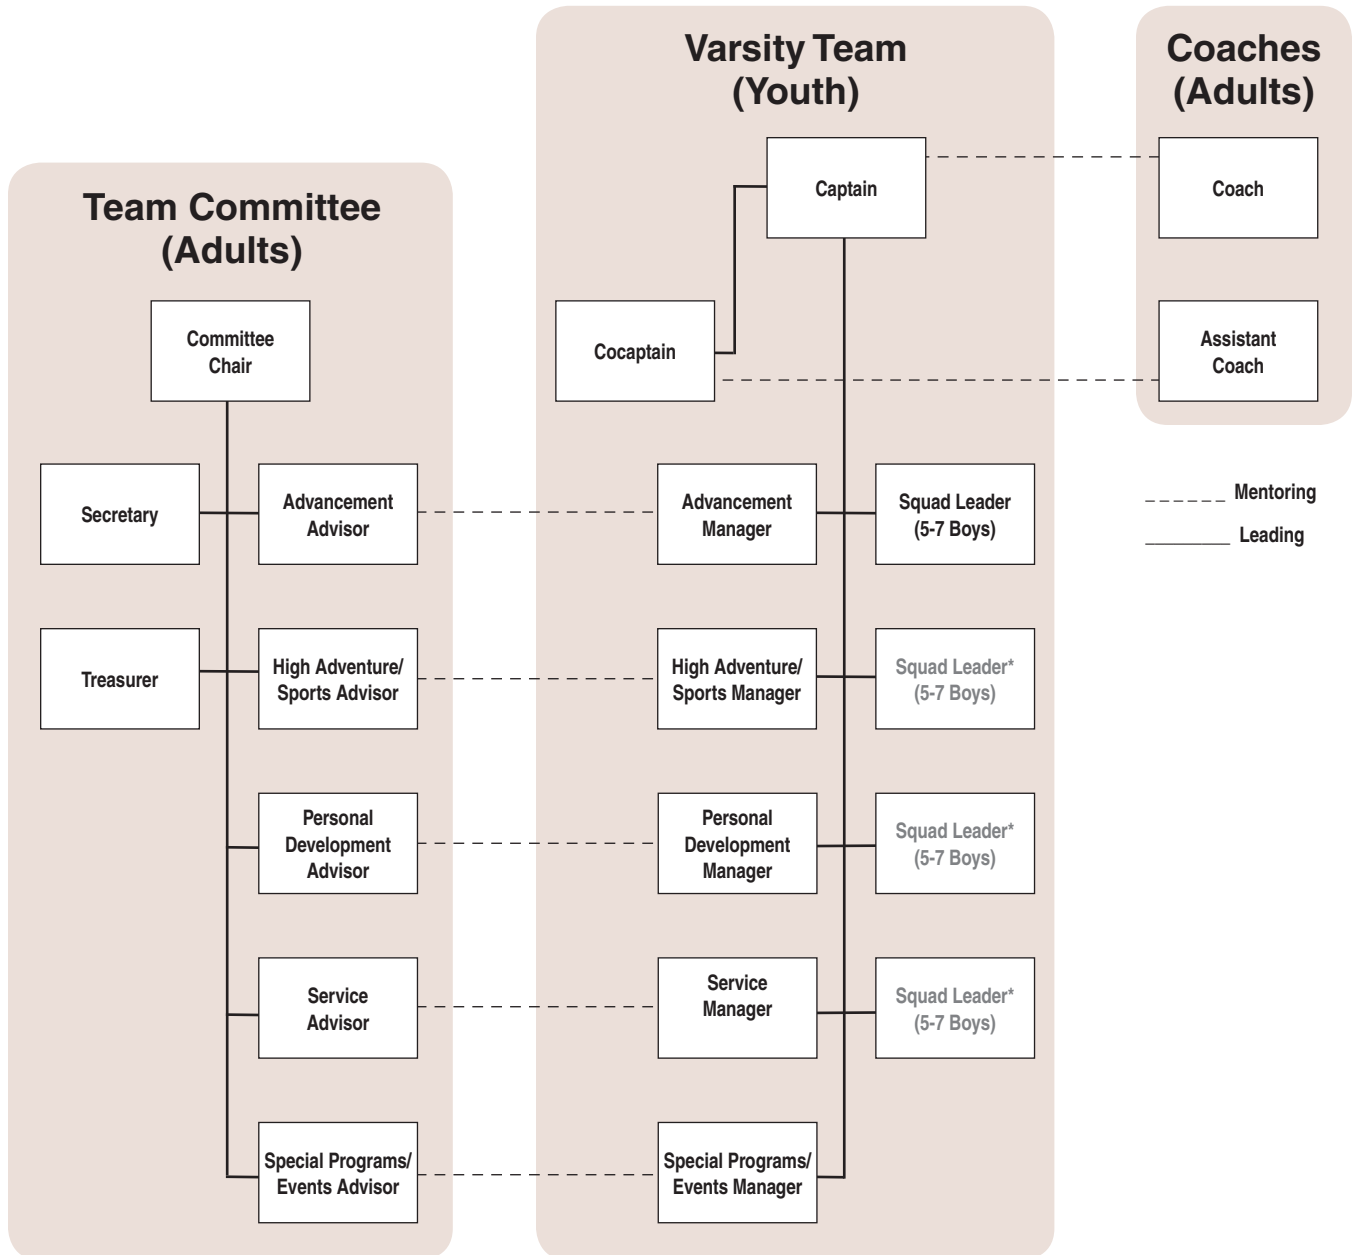 Varsity Team
(Youth)
Coaches
(Adults)
Team Committee
(Adults)
Captain
Coach
Committee
Chair
Cocaptain
Assistant
Coach
Secretary
Advancement
Advisor
Advancement
Manager
Squad Leader
(5-7 Boys)
Mentoring
Leading
Treasurer
High Adventure/
Sports Advisor
High Adventure/
Sports Manager
Squad Leader*
(5-7 Boys)
Personal
Development
Advisor
Personal
Development
Manager
Squad Leader*
(5-7 Boys)
Service
Advisor
Service
Manager
Squad Leader*
(5-7 Boys)
Special Programs/
Events Advisor
Special Programs/
Events Manager